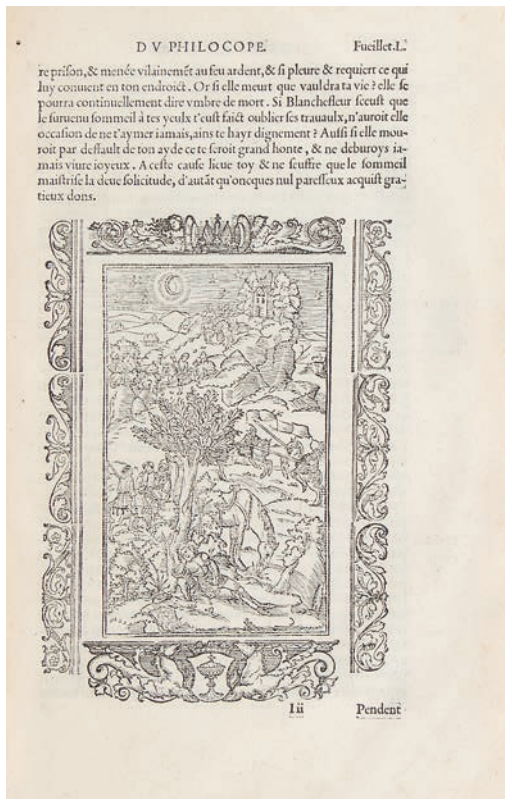 DV PHILOCOPE. Fueillet.L.
re prison,& menée vilainemét au feu ardent,& si pleure & requiert ce qui
luy conuient en ton endroict. Or si elle meurt que vauldra ta vie? elle se
pourra continuellement dire vmbre de mort. Si Blanchefleur sceust que
le suruenu sommeil à tes yeulx t'eust faict oublier ses trauaulx,n'auroit elle
occasion de ne t'aymer iamais,ains te hayr dignement? Aussi si elle mou-
roit par deffault de ton ayde ce te seroit grand honte, & ne deburoys ia-
mais viure ioyeux. A ceste cause lieue toy & ne seuffre que le sommeil
maistrise la deue solicitude, d'autāt qu'oncques nul paresseux acquist gra-
tieux dons.
I ii Pendent